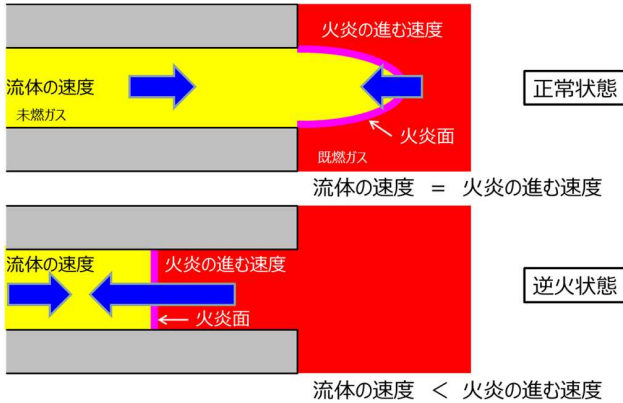 火炎の進む速度
流体の速度
未燃ガス
火炎面
既燃ガス
正常状態
流体の速度 = 火炎の進む速度
流体の速度
火炎の進む速度
火炎面
逆火状態
流体の速度 < 火炎の進む速度